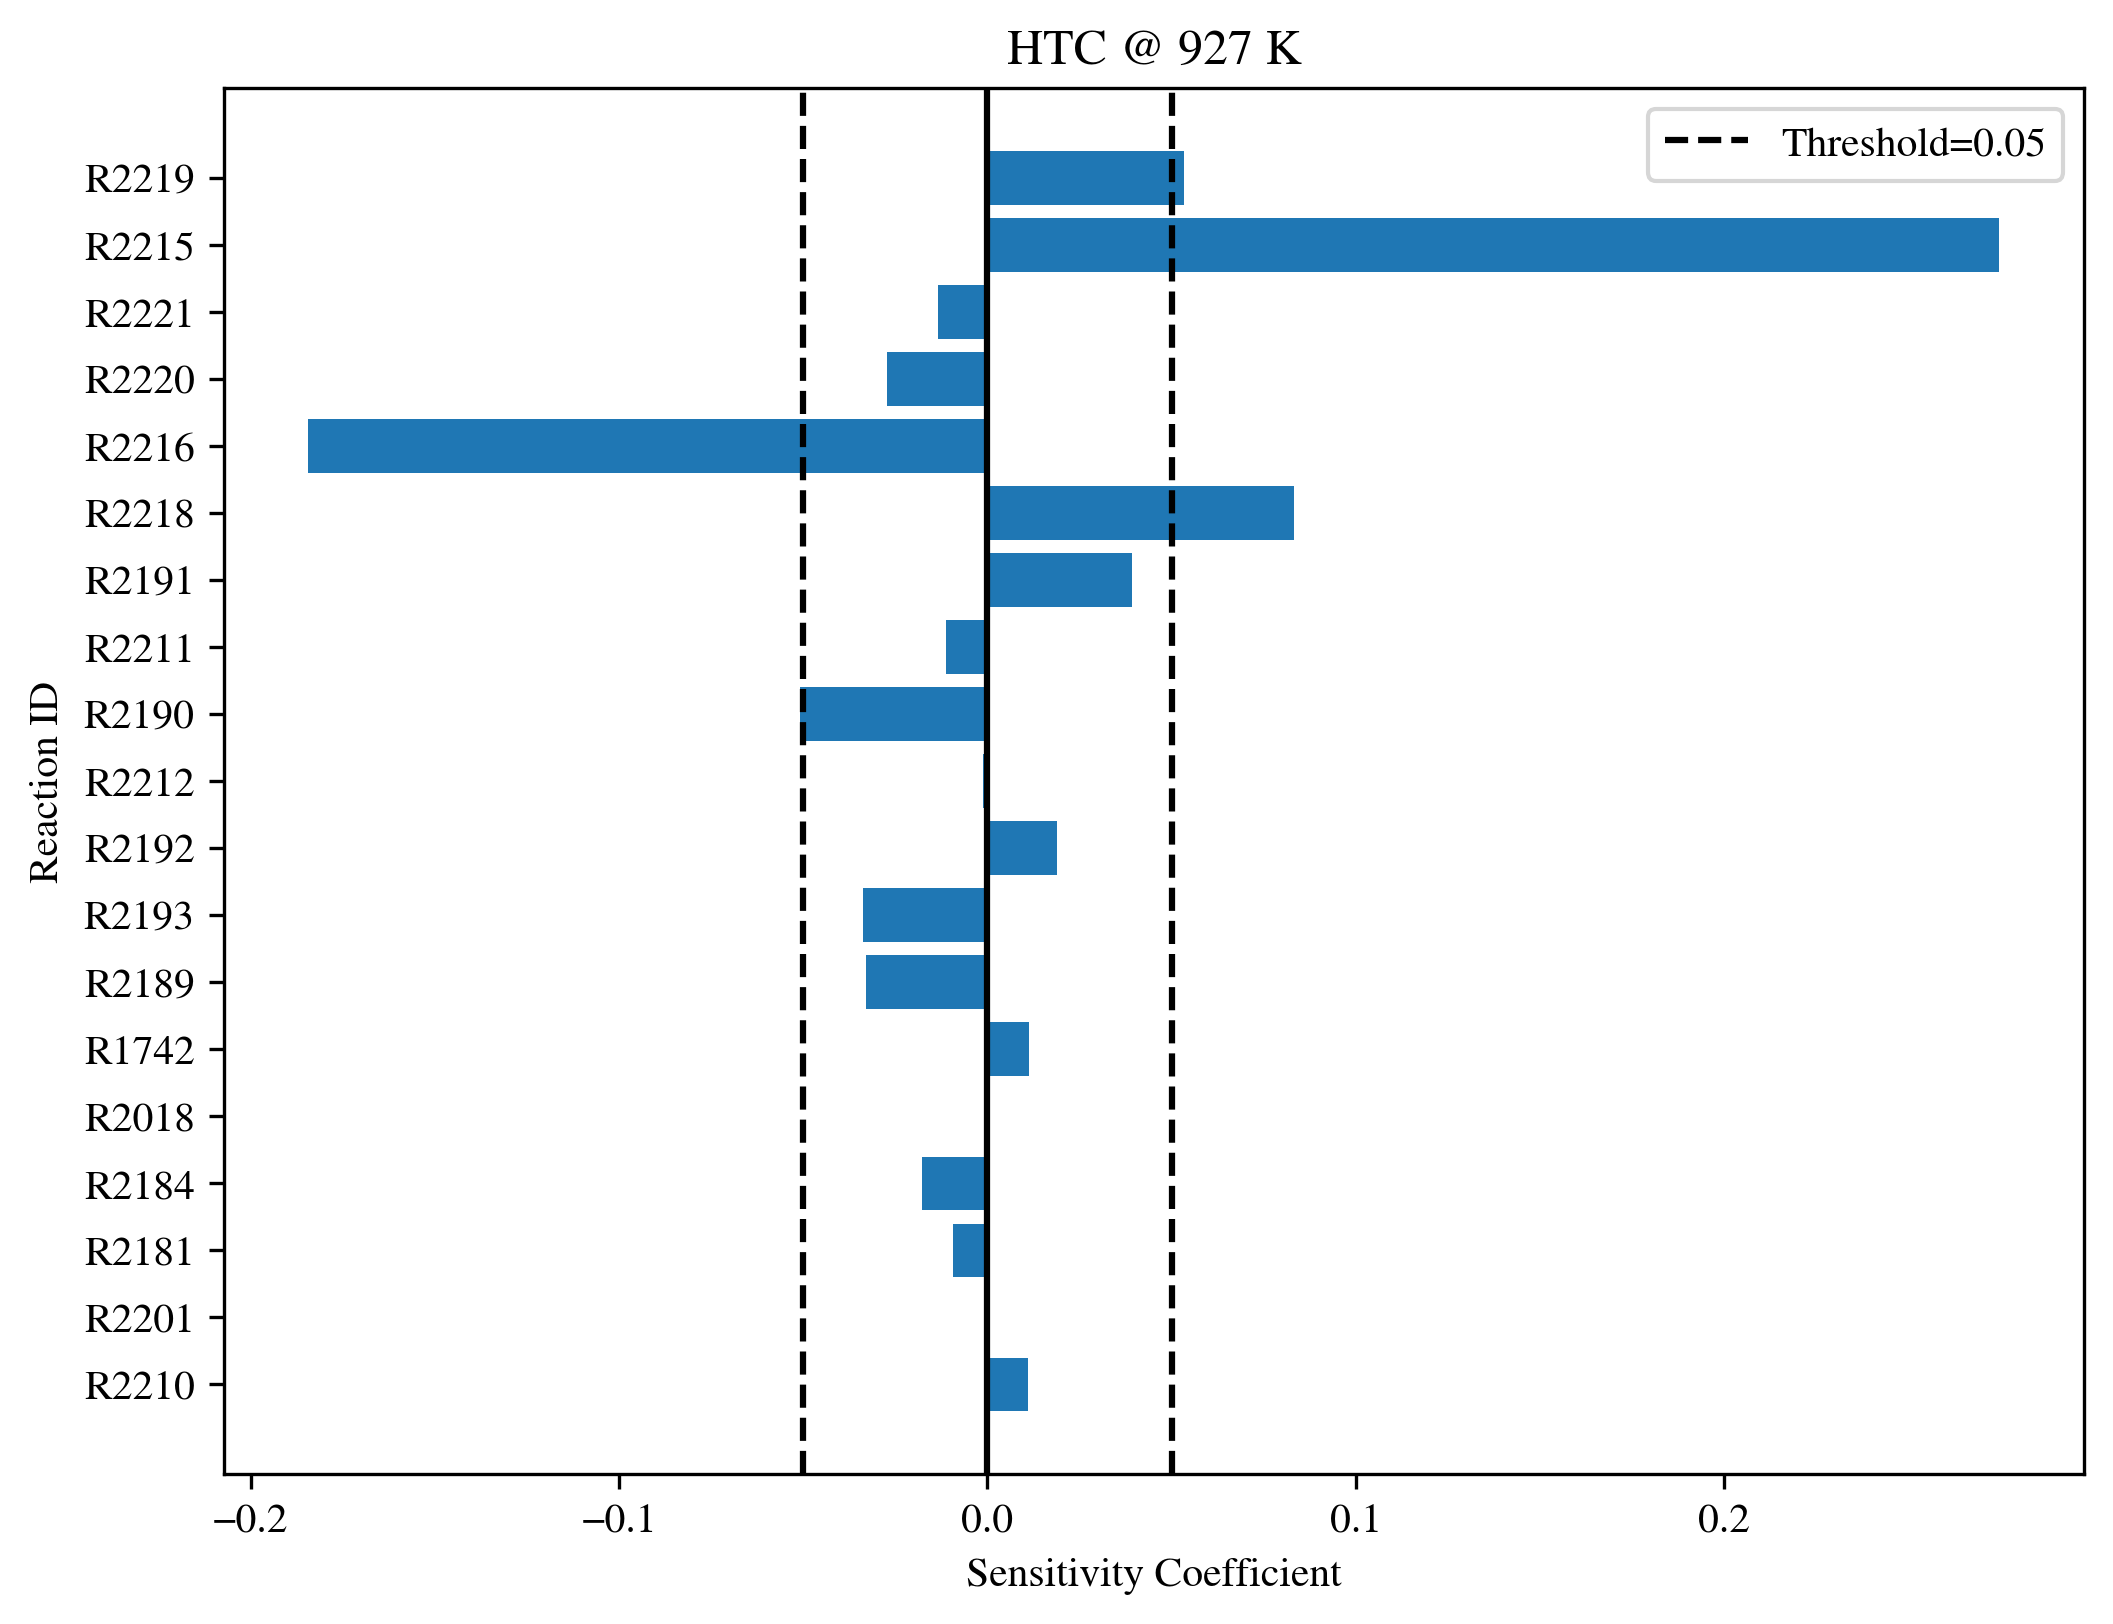 HTC @ 927 K
Threshold=0.05
R2219
R2215
R2221
R2220
R2216
R2218
R2191
R2211
R2190
R2212
R2192
R2193
R2189
R1742
R2018
R2184
R2181
R2201
R2210
Reaction ID
−0.2
−0.1
0.0
0.1
0.2
Sensitivity Coefficient